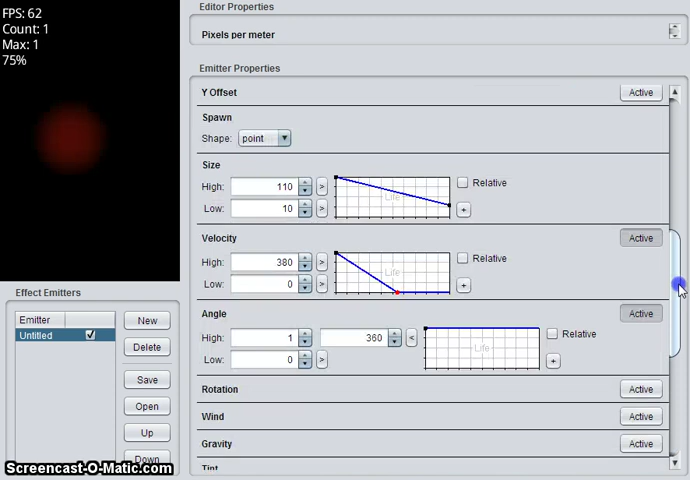 FPS: 62
Count: 1
Max: 1
75%
Editor Properties
Pixels per meter
Emitter Properties
Y Offset
Active
Spawn
Shape: point
Size
High: 110 >
Life
Relative
Low: 10 >
+
Velocity
Active
High: 380 >
Life
Relative
Low: 0 >
+
Angle
Active
High: 1 360 <
Life
Relative
Low: 0 >
+
Rotation
Active
Wind
Active
Gravity
Active
Tint
Effect Emitters
Emitter
Untitled
New
Delete
Save
Open
Up
Down
Screencast-O-Matic.com